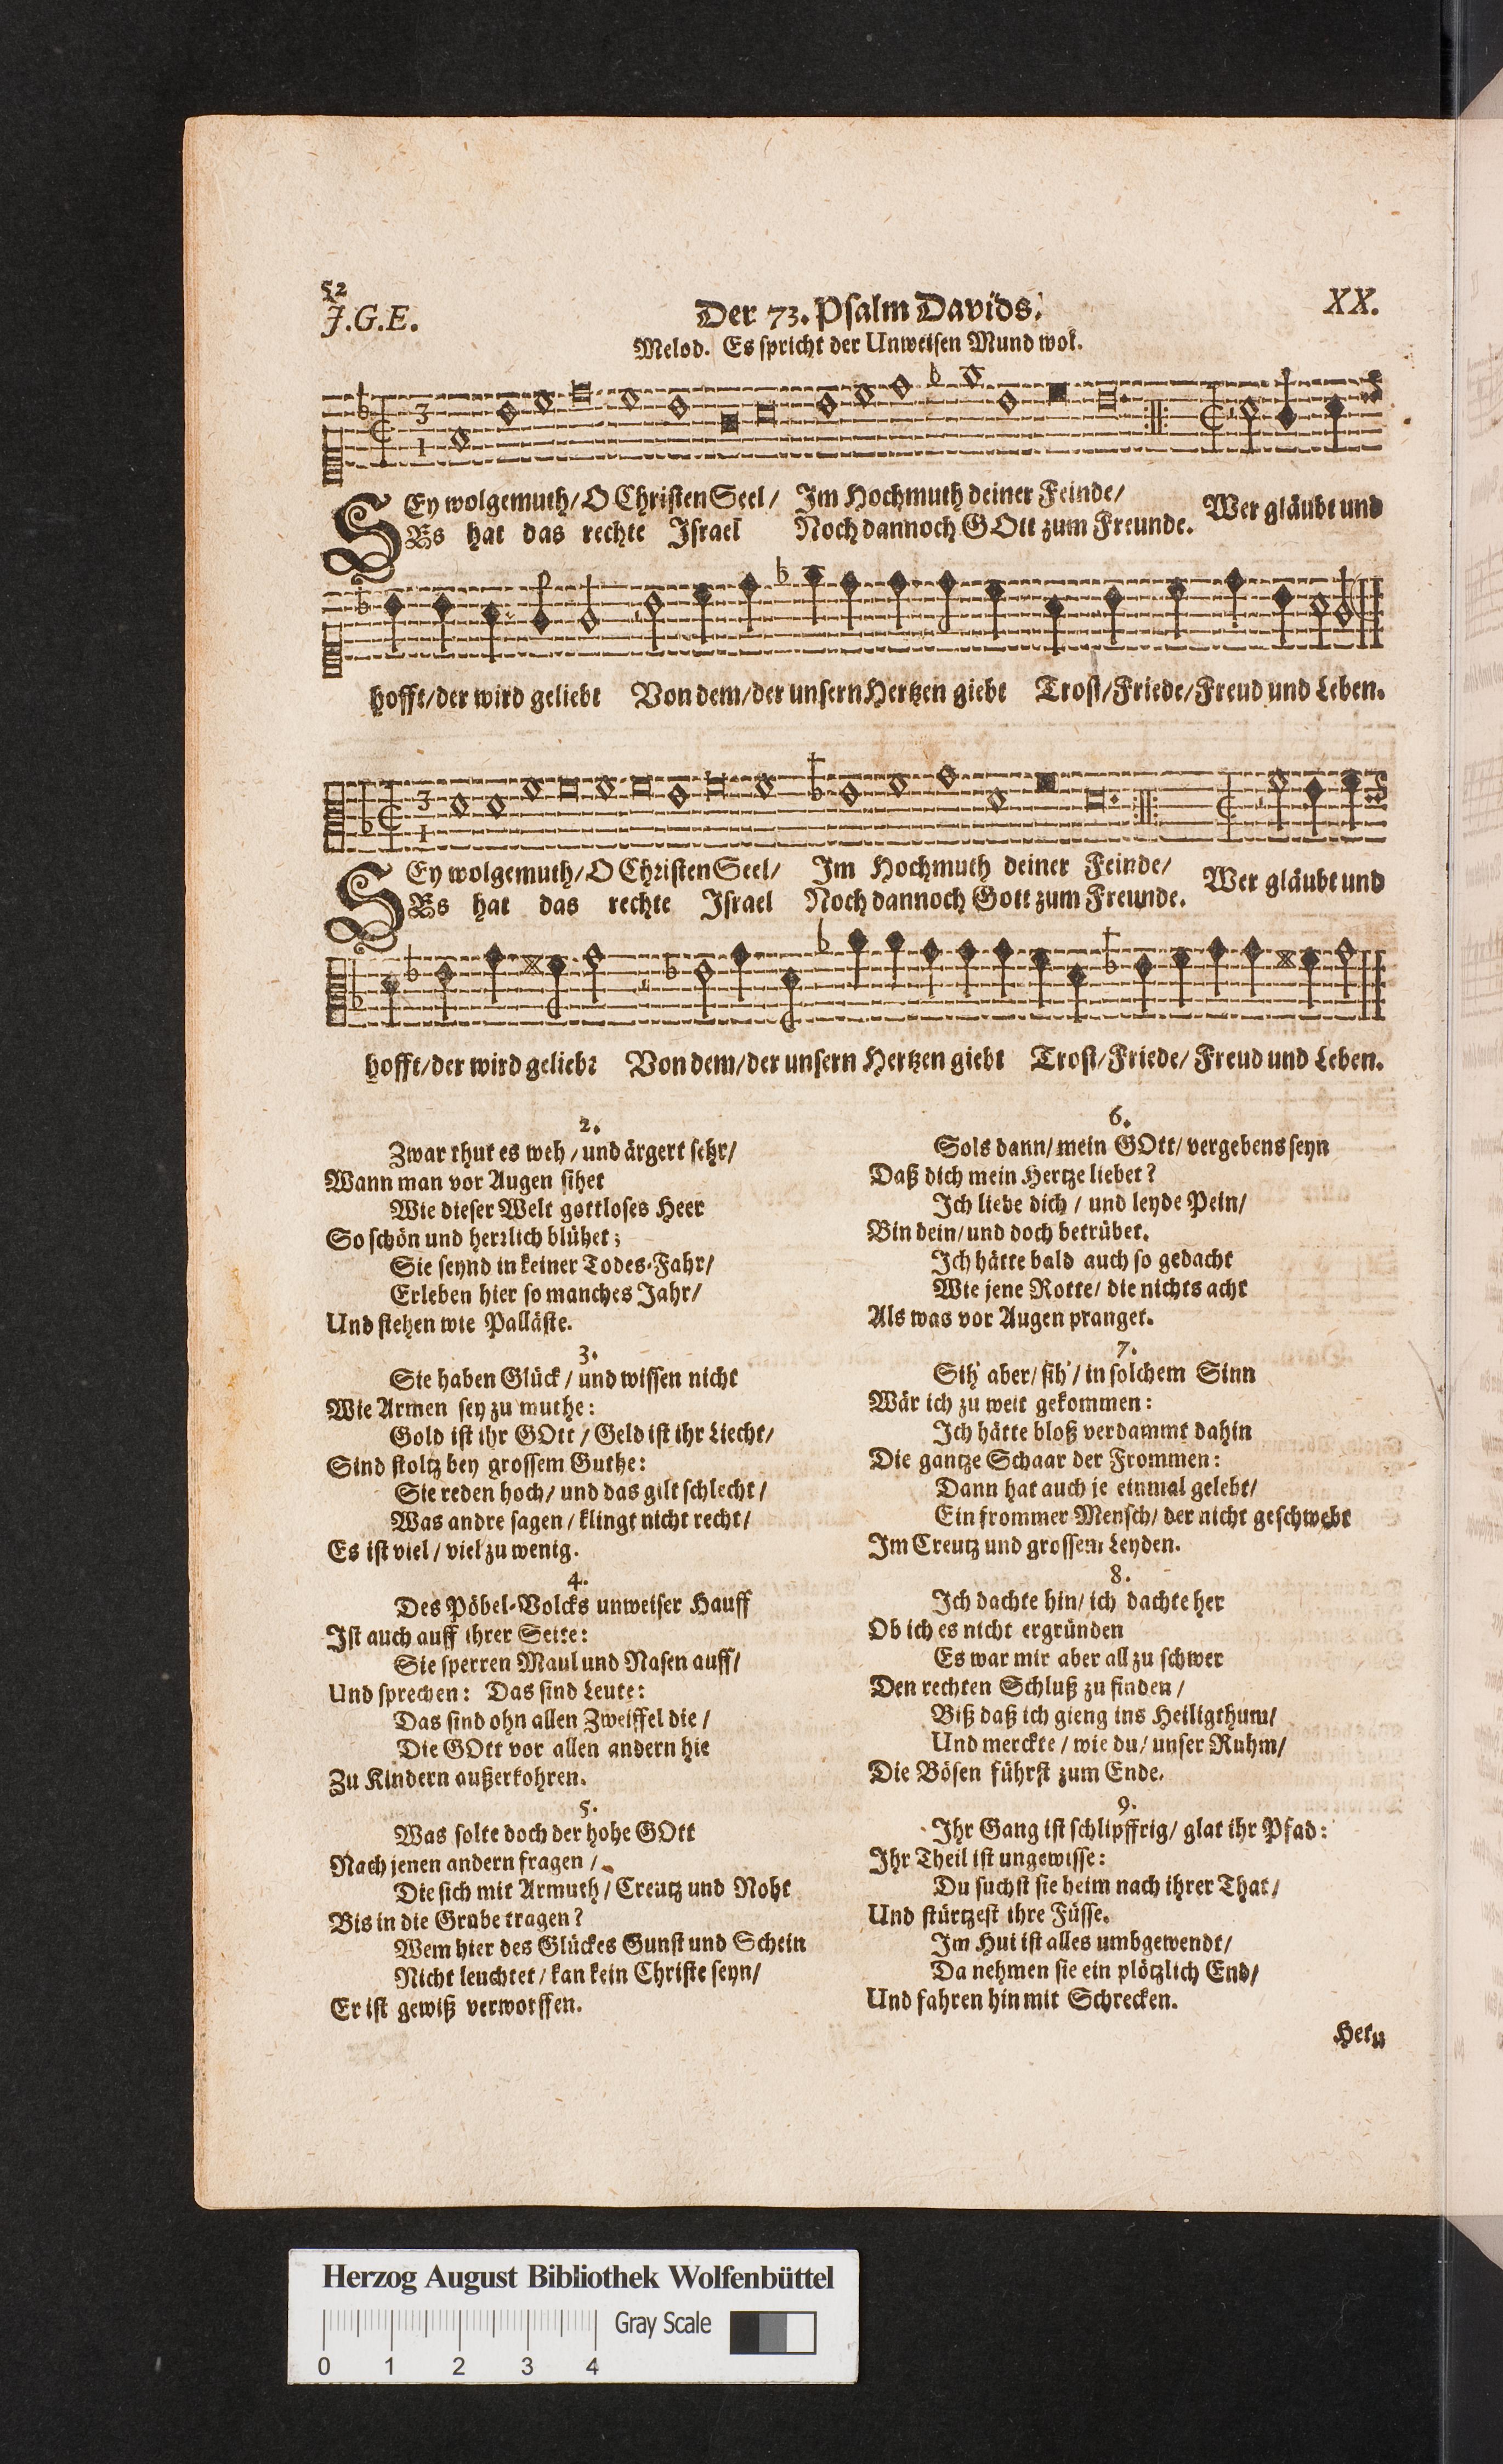 52
J.G.E.
Der 73. Psalm Davids.
XX.
Melod. Es spricht der Unweisen Mund wol.
SEy wolgemuth/ O Christen Seel/ Im Hochmuth deiner Feinde/
Es hat das rechte Israel Noch dannoch GOtt zum Freunde. Wer gläubt und
hofft/ der wird geliebt Von dem/ der unsern Hertzen giebt Trost/ Friede/ Freud und Leben.
SEy wolgemuth/ O Christen Seel/ Im Hochmuth deiner Feinde/
Es hat das rechte Israel Noch dannoch Gott zum Freunde. Wer gläubt und
hofft/ der wird geliebt Von dem/ der unsern Hertzen giebt Trost/ Friede/ Freud und Leben.
2.
Zwar thut es weh/ und ärgert sehr/
Wann man vor Augen sihet
Wie dieser Welt gottloses Heer
So schön und herrlich blühet;
Sie seynd in keiner Todes-Fahr/
Erleben hier so manches Jahr/
Und stehen wie Palläste.
3.
Sie haben Glück/ und wissen nicht
Wie Armen sey zu muthe:
Gold ist ihr GOtt/ Geld ist ihr Liecht/
Sind stoltz bey grossem Guthe:
Sie reden hoch/ und das gilt schlecht/
Was andre sagen/ klingt nicht recht/
Es ist viel/ viel zu wenig.
4.
Des Pöbel-Volcks unweiser Hauff
Ist auch auff ihrer Seite:
Sie sperren Maul und Nasen auff/
Und sprechen: Das sind Leute:
Das sind ohn allen Zweiffel die/
Die GOtt vor allen andern hie
Zu Kindern außerkohren.
5.
Was solte doch der hohe GOtt
Nach jenen andern fragen/
Die sich mit Armuth/ Creutz und Noht
Bis in die Grube tragen?
Wem hier des Glückes Gunst und Schein
Nicht leuchtet/ kan kein Christe seyn/
Er ist gewiß verworffen.
6.
Sols dann/ mein GOtt/ vergebens seyn
Daß dich mein Hertze liebet?
Ich liebe dich/ und leyde Pein/
Bin dein/ und doch betrübet.
Ich hätte bald auch so gedacht
Wie jene Rotte/ die nichts acht
Als was vor Augen pranget.
7.
Sih' aber/ sih'/ in solchem Sinn
Wär ich zu weit gekommen:
Ich hätte bloß verdammt dahin
Die gantze Schaar der Frommen:
Dann hat auch je einmal gelebt/
Ein frommer Mensch/ der nicht geschwebt
Im Creutz und grossem Leyden.
8.
Ich dachte hin/ ich dachte her
Ob ich es nicht ergründen
Es war mir aber all zu schwer
Den rechten Schluß zu finden/
Biß daß ich gieng ins Heiligthum/
Und merckte/ wie du/ unser Ruhm/
Die Bösen führst zum Ende.
9.
Ihr Gang ist schlipffrig/ glat ihr Pfad:
Ihr Theil ist ungewisse:
Du suchst sie heim nach ihrer That/
Und stürtzest ihre Füsse.
Im Hui ist alles umbgewendt/
Da nehmen sie ein plötzlich End/
Und fahren hin mit Schrecken.
Herzog August Bibliothek Wolfenbüttel
Gray Scale
0 1 2 3 4